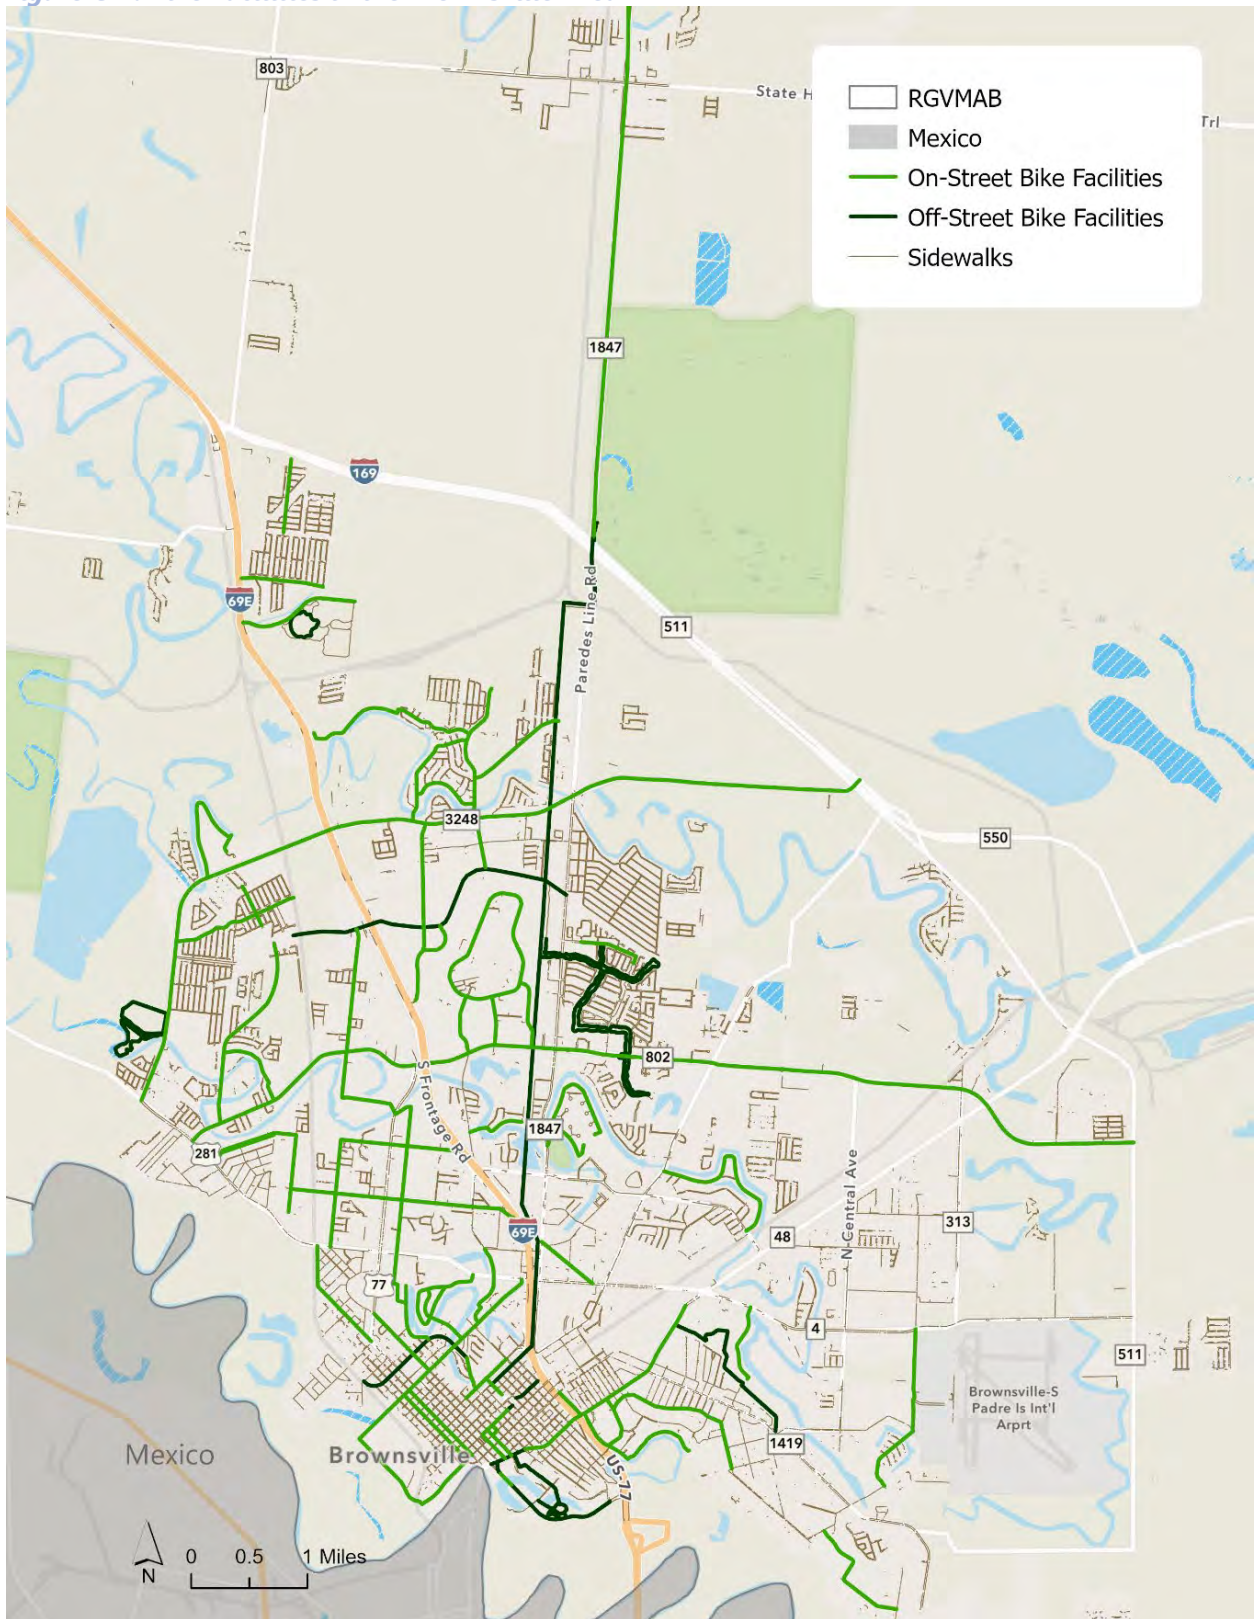 803
State H
Trl
RGVMAB
Mexico
On-Street Bike Facilities
Off-Street Bike Facilities
Sidewalks
1847
169
69E
Paredes Line Rd
511
3248
550
802
S Frontage Rd
1847
281
N Central Ave
69E
48
313
77
4
511
Brownsville-S
Padre Is Int'l
Arprt
1419
Mexico
Brownsville
US-77
0 0.5 1 Miles
N